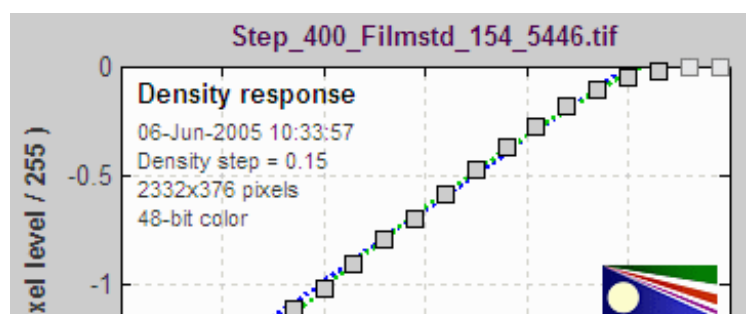 Step_400_Filmstd_154_5446.tif
0
Density response
06-Jun-2005 10:33:57
Density step = 0.15
2332x376 pixels
48-bit color
-0.5
-1
xel level / 255 )